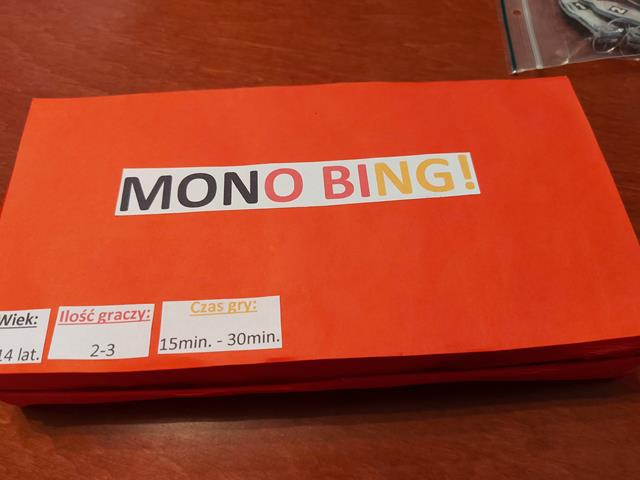 MONO BING!
Wiek:
14 lat.
Ilość graczy:
2-3
Czas gry:
15min. - 30min.